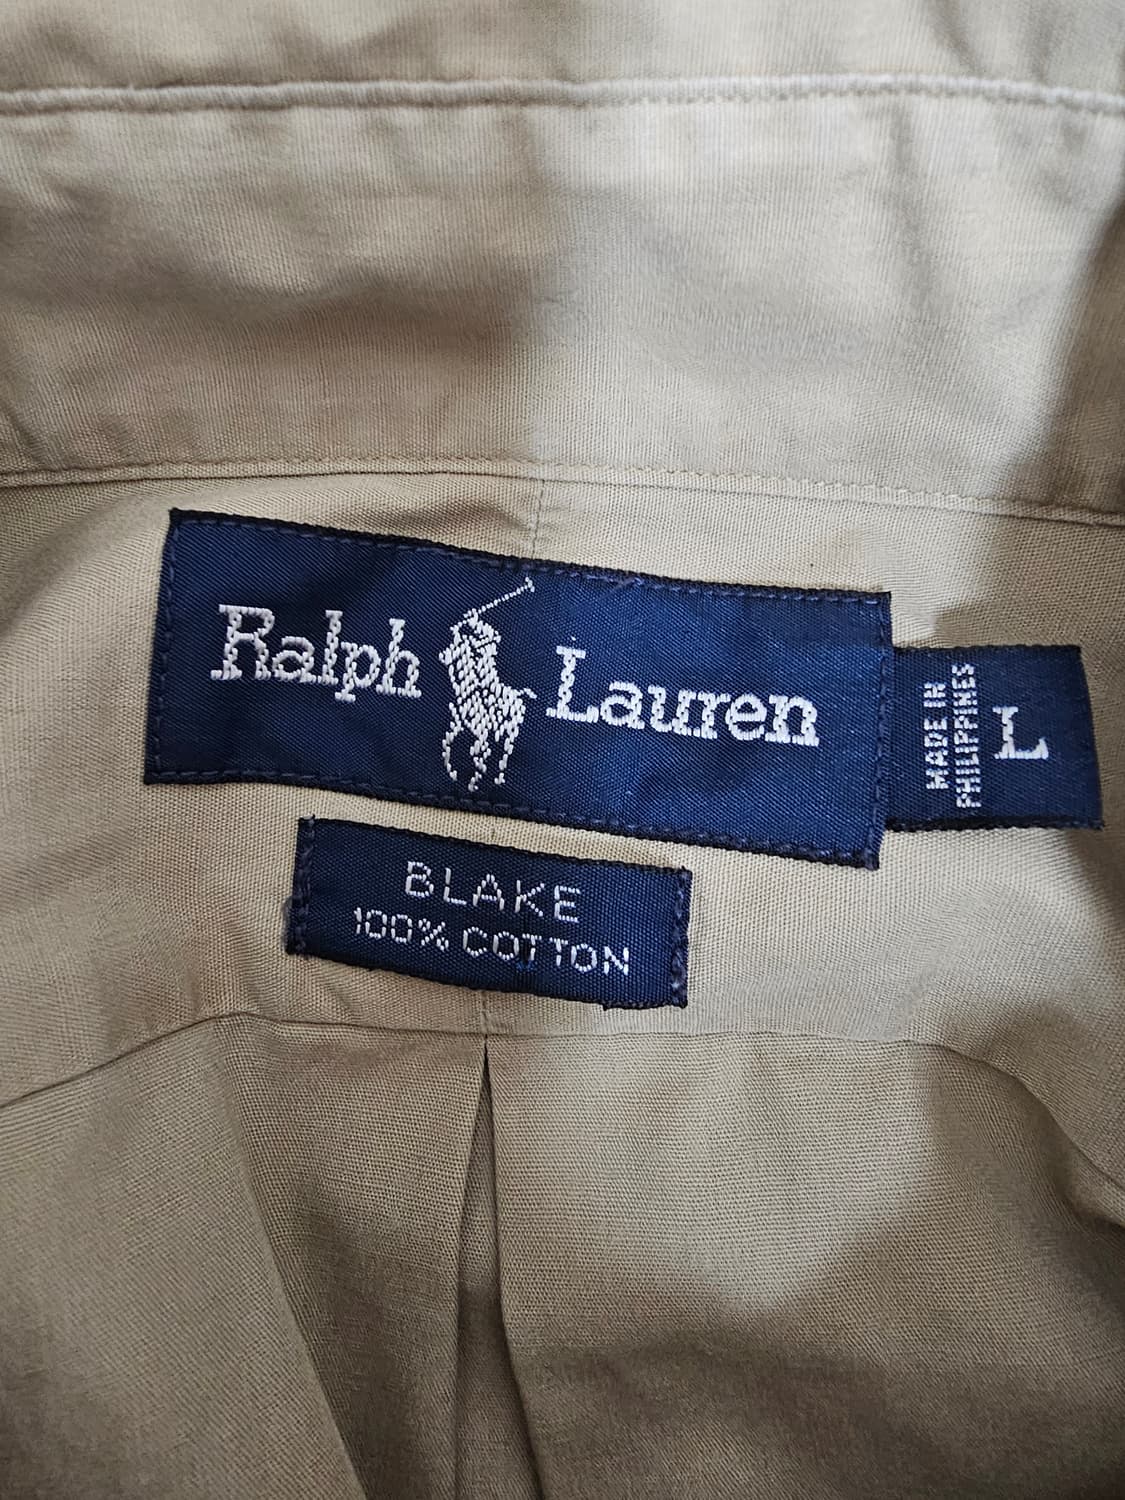 Ralph Lauren
MADE IN
PHILIPPINES
L
BLAKE
100% COTTON